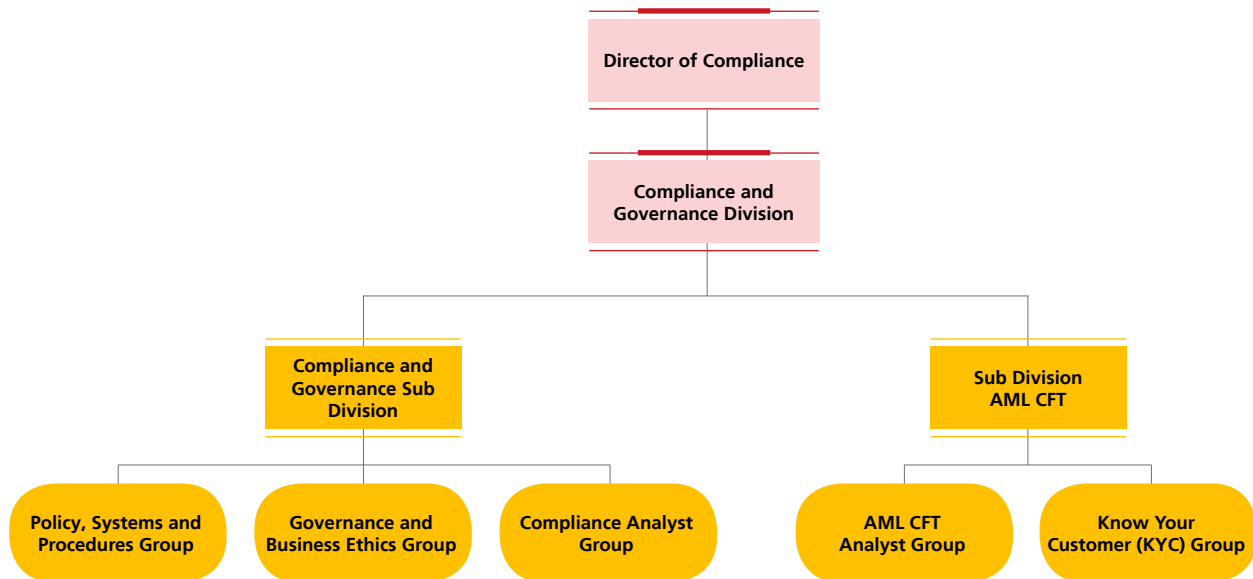 Director of Compliance
Compliance and
Governance Division
Compliance and
Governance Sub
Division
Sub Division
AML CFT
Policy, Systems and
Procedures Group
Governance and
Business Ethics Group
Compliance Analyst
Group
AML CFT
Analyst Group
Know Your
Customer (KYC) Group